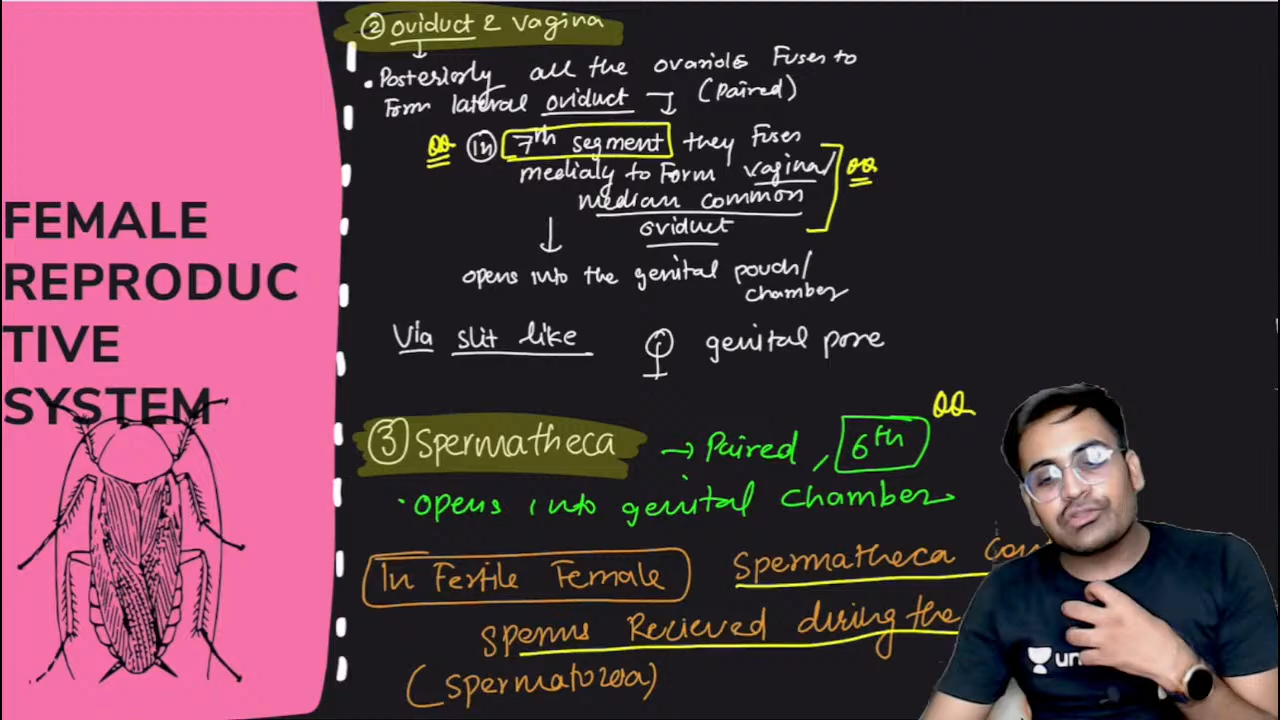 FEMALE
REPRODUC
TIVE
SYSTEM
② oviduct & vagina
• Posteriorly all the ovariole Fuses to
Form lateral oviduct (Paired)
QQ In 7th segment they Fuses
medialy to Form vagina/ QQ
median common
oviduct
opens into the genital pouch/
chamber
Via slit like ♀ genital pore
③ Spermatheca → Paired, 6th QQ
• opens into genital chamber
In Fertile Female Spermatheca
sperms Recieved during the
(spermatozoa)
un